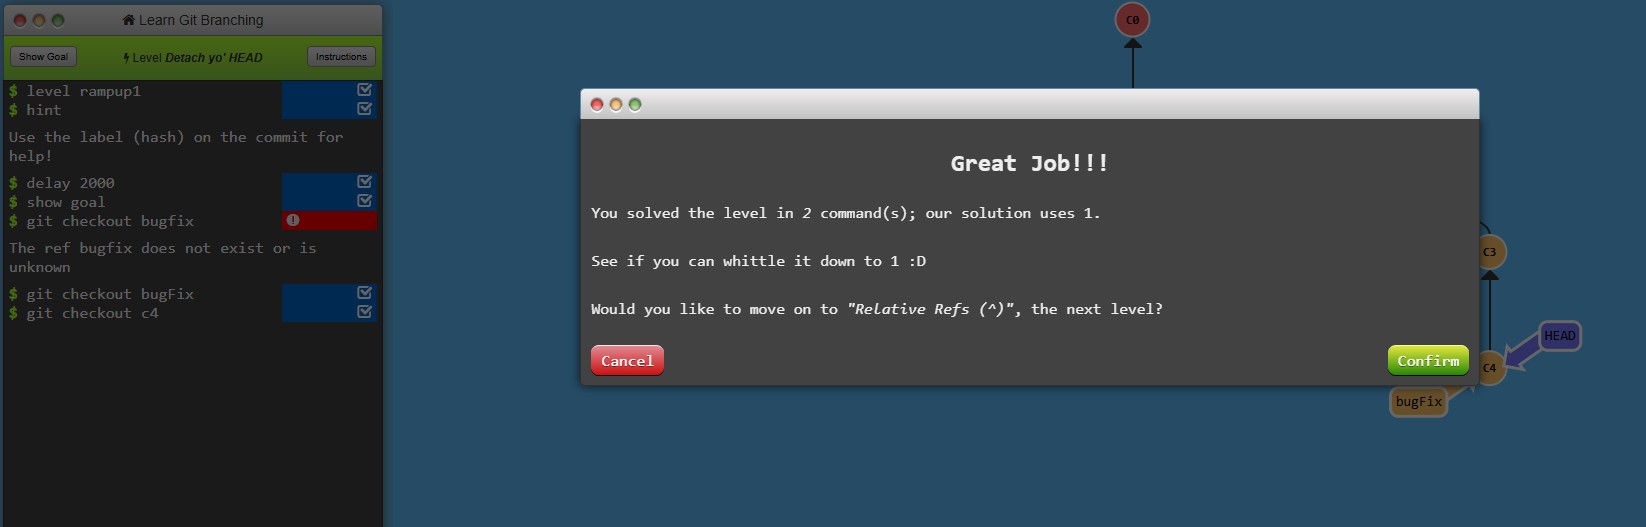 Learn Git Branching
Show Goal
Level Detach yo' HEAD
Instructions
$ level rampup1
$ hint
Use the label (hash) on the commit for
help!
$ delay 2000
$ show goal
$ git checkout bugfix
The ref bugfix does not exist or is
unknown
$ git checkout bugFix
$ git checkout c4
C0
Great Job!!!
You solved the level in 2 command(s); our solution uses 1.
See if you can whittle it down to 1 :D
Would you like to move on to "Relative Refs (^)", the next level?
Cancel
Confirm
C3
HEAD
C4
bugFix